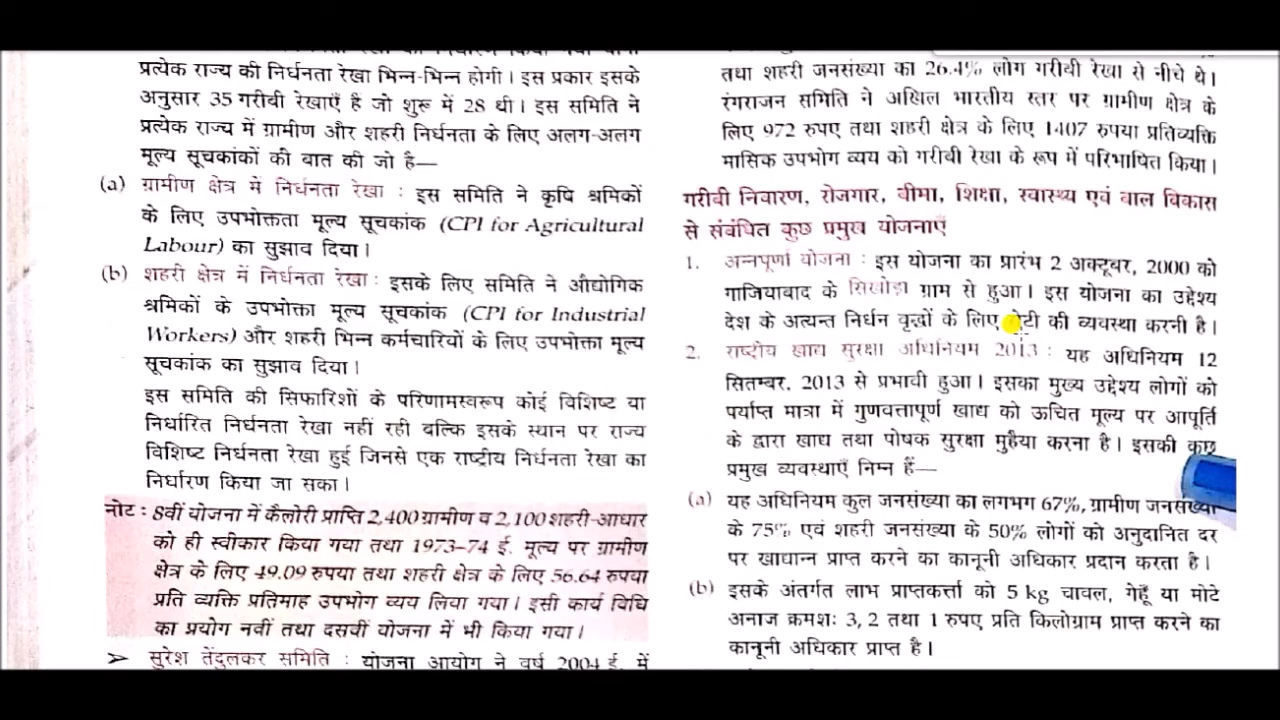 प्रत्येक राज्य की निर्धनता रेखा भिन्न-भिन्न होगी। इस प्रकार इसके
अनुसार 35 गरीबी रेखाएँ हैं जो शुरू में 28 थी। इस समिति ने
प्रत्येक राज्य में ग्रामीण और शहरी निर्धनता के लिए अलग-अलग
मूल्य सूचकांकों की बात की जो है—
(a) ग्रामीण क्षेत्र में निर्धनता रेखा : इस समिति ने कृषि श्रमिकों
के लिए उपभोक्तता मूल्य सूचकांक (CPI for Agricultural
Labour) का सुझाव दिया।
(b) शहरी क्षेत्र में निर्धनता रेखा : इसके लिए समिति ने औद्योगिक
श्रमिकों के उपभोक्ता मूल्य सूचकांक (CPI for Industrial
Workers) और शहरी भिन्न कर्मचारियों के लिए उपभोक्ता मूल्य
सूचकांक का सुझाव दिया।
इस समिति की सिफारिशों के परिणामस्वरूप कोई विशिष्ट या
निर्धारित निर्धनता रेखा नहीं रही बल्कि इसके स्थान पर राज्य
विशिष्ट निर्धनता रेखा हुई जिनसे एक राष्ट्रीय निर्धनता रेखा का
निर्धारण किया जा सका।
नोट : 8वीं योजना में कैलोरी प्राप्ति 2,400 ग्रामीण व 2,100 शहरी-आधार
को ही स्वीकार किया गया तथा 1973-74 ई. मूल्य पर ग्रामीण
क्षेत्र के लिए 49.09 रुपया तथा शहरी क्षेत्र के लिए 56.64 रुपया
प्रति व्यक्ति प्रतिमाह उपभोग व्यय लिया गया। इसी कार्य विधि
का प्रयोग नवीं तथा दसवीं योजना में भी किया गया।
➢ सुरेश तेंदुलकर समिति : योजना आयोग ने वर्ष 2004 ई. में
तथा शहरी जनसंख्या का 26.4% लोग गरीबी रेखा से नीचे थे।
रंगराजन समिति ने अखिल भारतीय स्तर पर ग्रामीण क्षेत्र के
लिए 972 रुपए तथा शहरी क्षेत्र के लिए 1407 रुपया प्रतिव्यक्ति
मासिक उपभोग व्यय को गरीबी रेखा के रूप में परिभाषित किया।
गरीबी निवारण, रोजगार, बीमा, शिक्षा, स्वास्थ्य एवं बाल विकास
से संबंधित कुछ प्रमुख योजनाएँ
1. अन्नपूर्णा योजना : इस योजना का प्रारंभ 2 अक्टूबर, 2000 को
गाजियाबाद के सिखोड़ा ग्राम से हुआ। इस योजना का उद्देश्य
देश के अत्यन्त निर्धन वृद्धों के लिए रोटी की व्यवस्था करनी है।
2. राष्ट्रीय खाद्य सुरक्षा अधिनियम 2013 : यह अधिनियम 12
सितम्बर, 2013 से प्रभावी हुआ। इसका मुख्य उद्देश्य लोगों को
पर्याप्त मात्रा में गुणवत्तापूर्ण खाद्य को ऊचित मूल्य पर आपूर्ति
के द्वारा खाद्य तथा पोषक सुरक्षा मुहैया करना है। इसकी कुछ
प्रमुख व्यवस्थाएँ निम्न हैं—
(a) यह अधिनियम कुल जनसंख्या का लगभग 67%, ग्रामीण जनसंख्या
के 75% एवं शहरी जनसंख्या के 50% लोगों को अनुदानित दर
पर खाद्यान्न प्राप्त करने का कानूनी अधिकार प्रदान करता है।
(b) इसके अंतर्गत लाभ प्राप्तकर्त्ता को 5 kg चावल, गेहूँ या मोटे
अनाज क्रमशः 3, 2 तथा 1 रुपए प्रति किलोग्राम प्राप्त करने का
कानूनी अधिकार प्राप्त है।